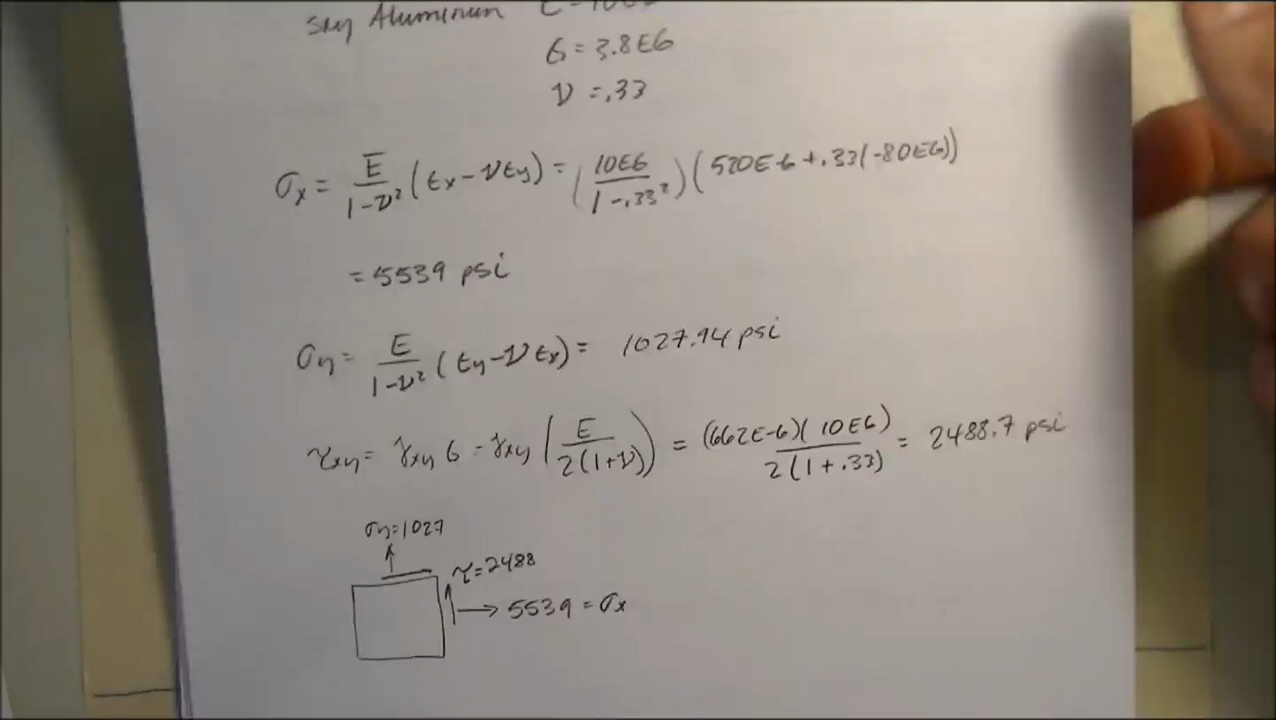 say Aluminum
G = 3.8E6
ν = .33
σx = E/1-ν² (εx - νεy) = (10E6/1-.33²)(520E-6 + .33(-80E6))
= 5539 psi
σy = E/1-ν² (εy - νεx) = 1027.94 psi
τxy = γxy G = γxy (E/2(1+ν)) = (662E-6)(10E6)/2(1+.33) = 2488.7 psi
σy=1027
τ=2488
5539 = σx